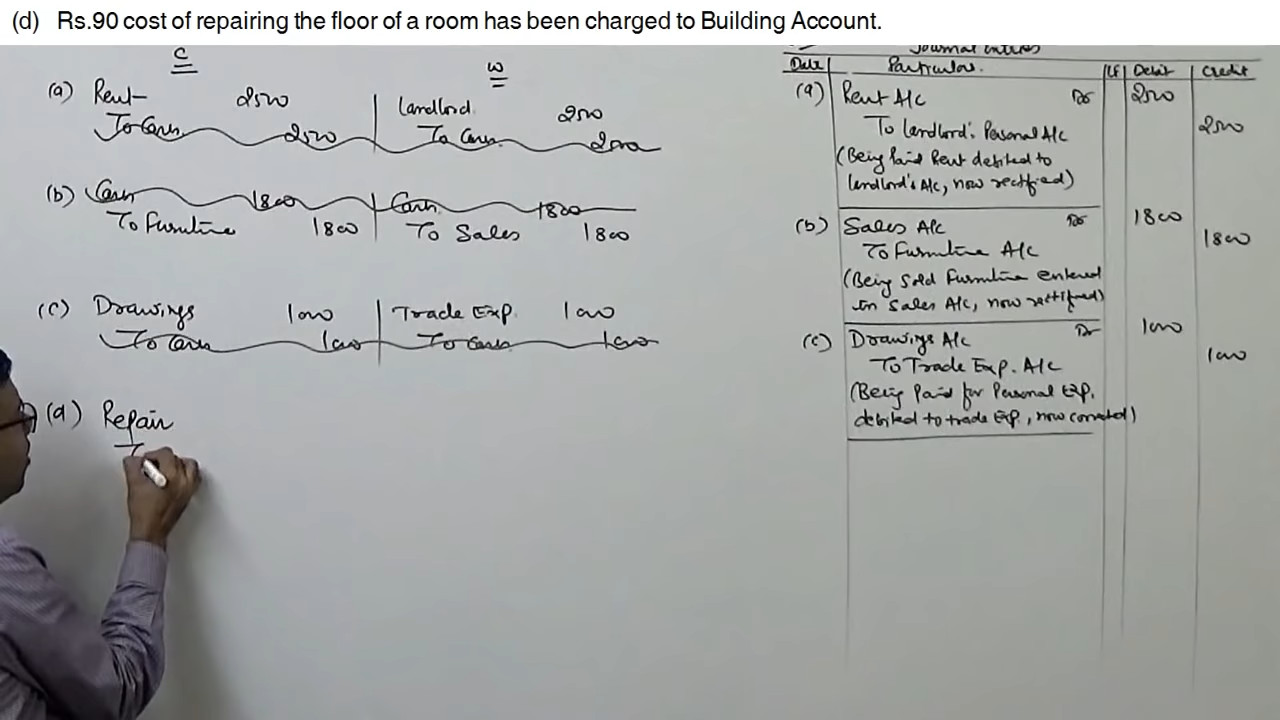 (d) Rs.90 cost of repairing the floor of a room has been charged to Building Account.
C
W
(a) Rent 2500 Landlord 2500
To Cash 2500 To Cash 2500
(b) Cash 1800 Cash 1800
To Furniture 1800 To Sales 1800
(c) Drawings 1000 Trade Exp. 1000
To Cash 1000 To Cash 1000
(d) Repair
T
Journal Entries
Date Particular. LF Debit Credit
(a) Rent A/c Dr 2500
To Landlord's Personal A/c 2500
(Being Paid Rent debited to
landlord's A/c, now rectified)
(b) Sales A/c Dr 1800
To Furniture A/c 1800
(Being Sold Furniture entered
in Sales A/c, now rectified)
(c) Drawings A/c Dr 1000
To Trade Exp. A/c 1000
(Being Paid for Personal Exp.
debited to trade Exp., now corrected)